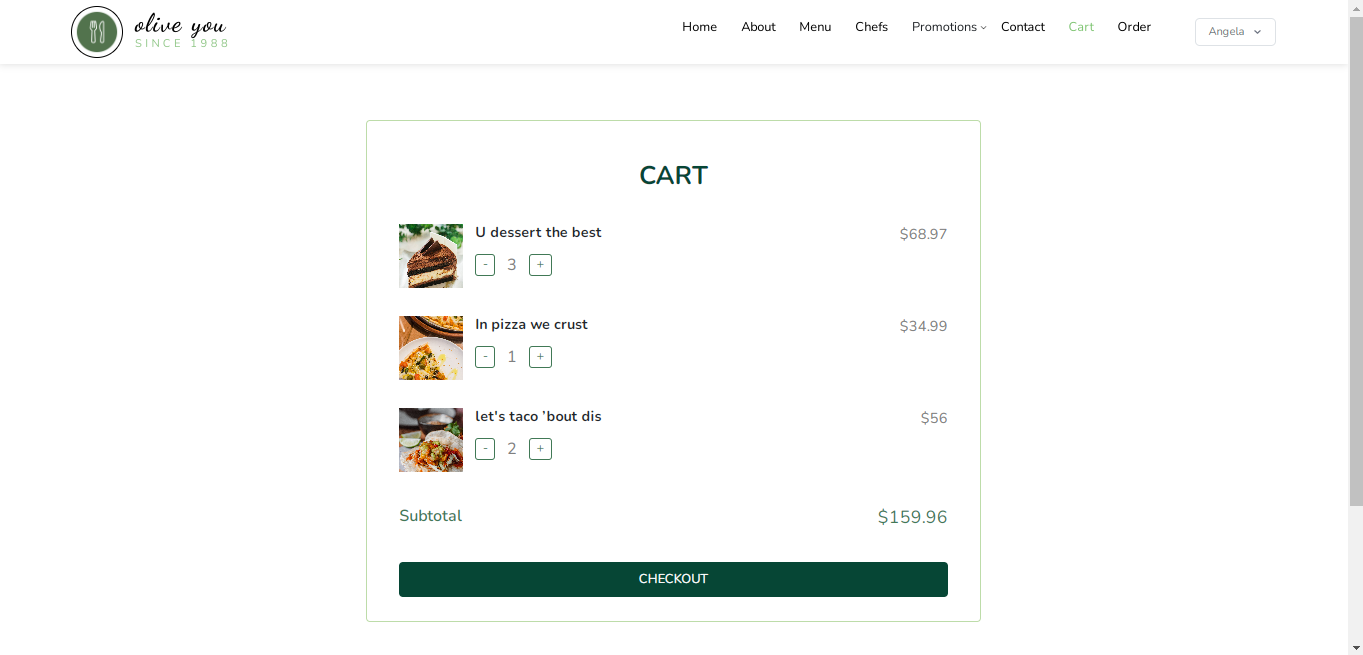 olive you
SINCE 1988
Home About Menu Chefs Promotions Contact Cart Order Angela
CART
U dessert the best $68.97
- 3 +
In pizza we crust $34.99
- 1 +
let's taco ’bout dis $56
- 2 +
Subtotal $159.96
CHECKOUT